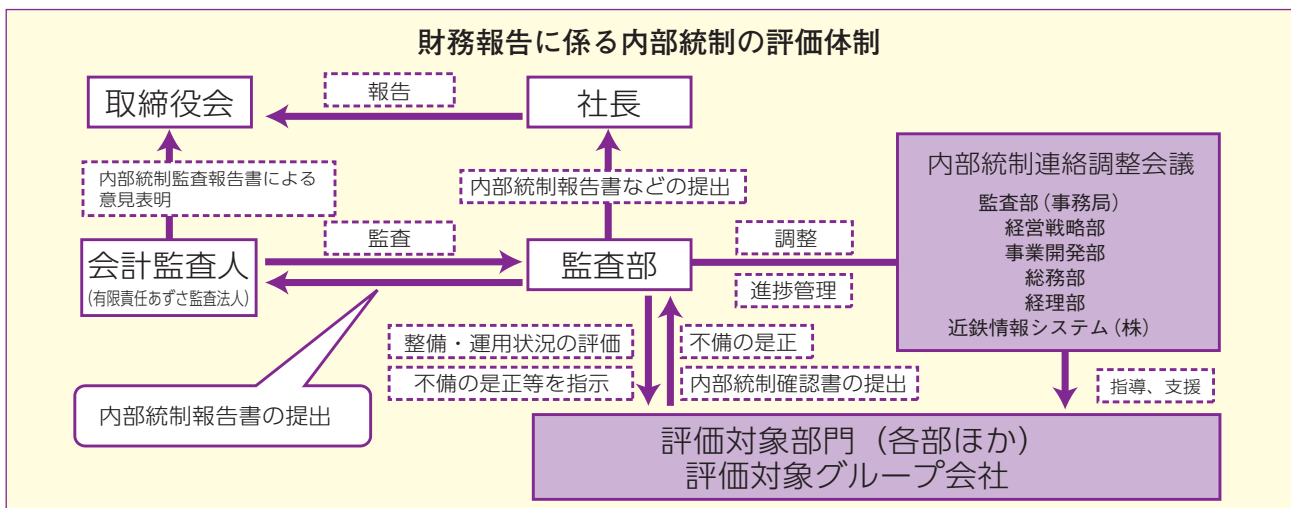 財務報告に係る内部統制の評価体制
取締役会
報告
社長
内部統制監査報告書による
意見表明
内部統制報告書などの提出
内部統制連絡調整会議
監査部(事務局)
経営戦略部
事業開発部
総務部
経理部
近鉄情報システム(株)
会計監査人
(有限責任あずさ監査法人)
監査
監査部
調整
進捗管理
整備・運用状況の評価
不備の是正等を指示
不備の是正
内部統制確認書の提出
指導、支援
内部統制報告書の提出
評価対象部門(各部ほか)
評価対象グループ会社